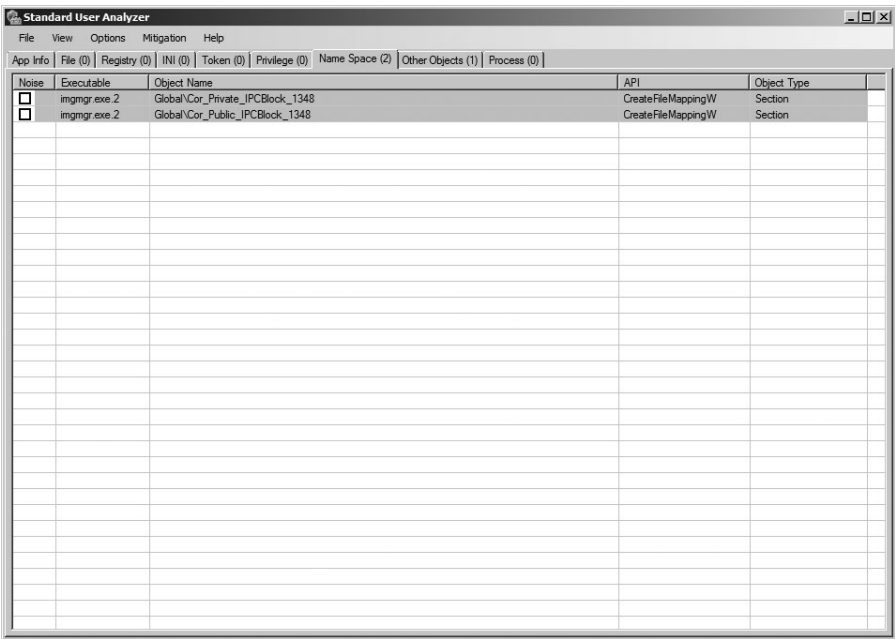 Standard User Analyzer
File View Options Mitigation Help
App Info File (0) Registry (0) INI (0) Token (0) Privilege (0) Name Space (2) Other Objects (1) Process (0)
Noise Executable Object Name API Object Type
imgmgr.exe.2 Global\Cor_Private_IPCBlock_1348 CreateFileMappingW Section
imgmgr.exe.2 Global\Cor_Public_IPCBlock_1348 CreateFileMappingW Section